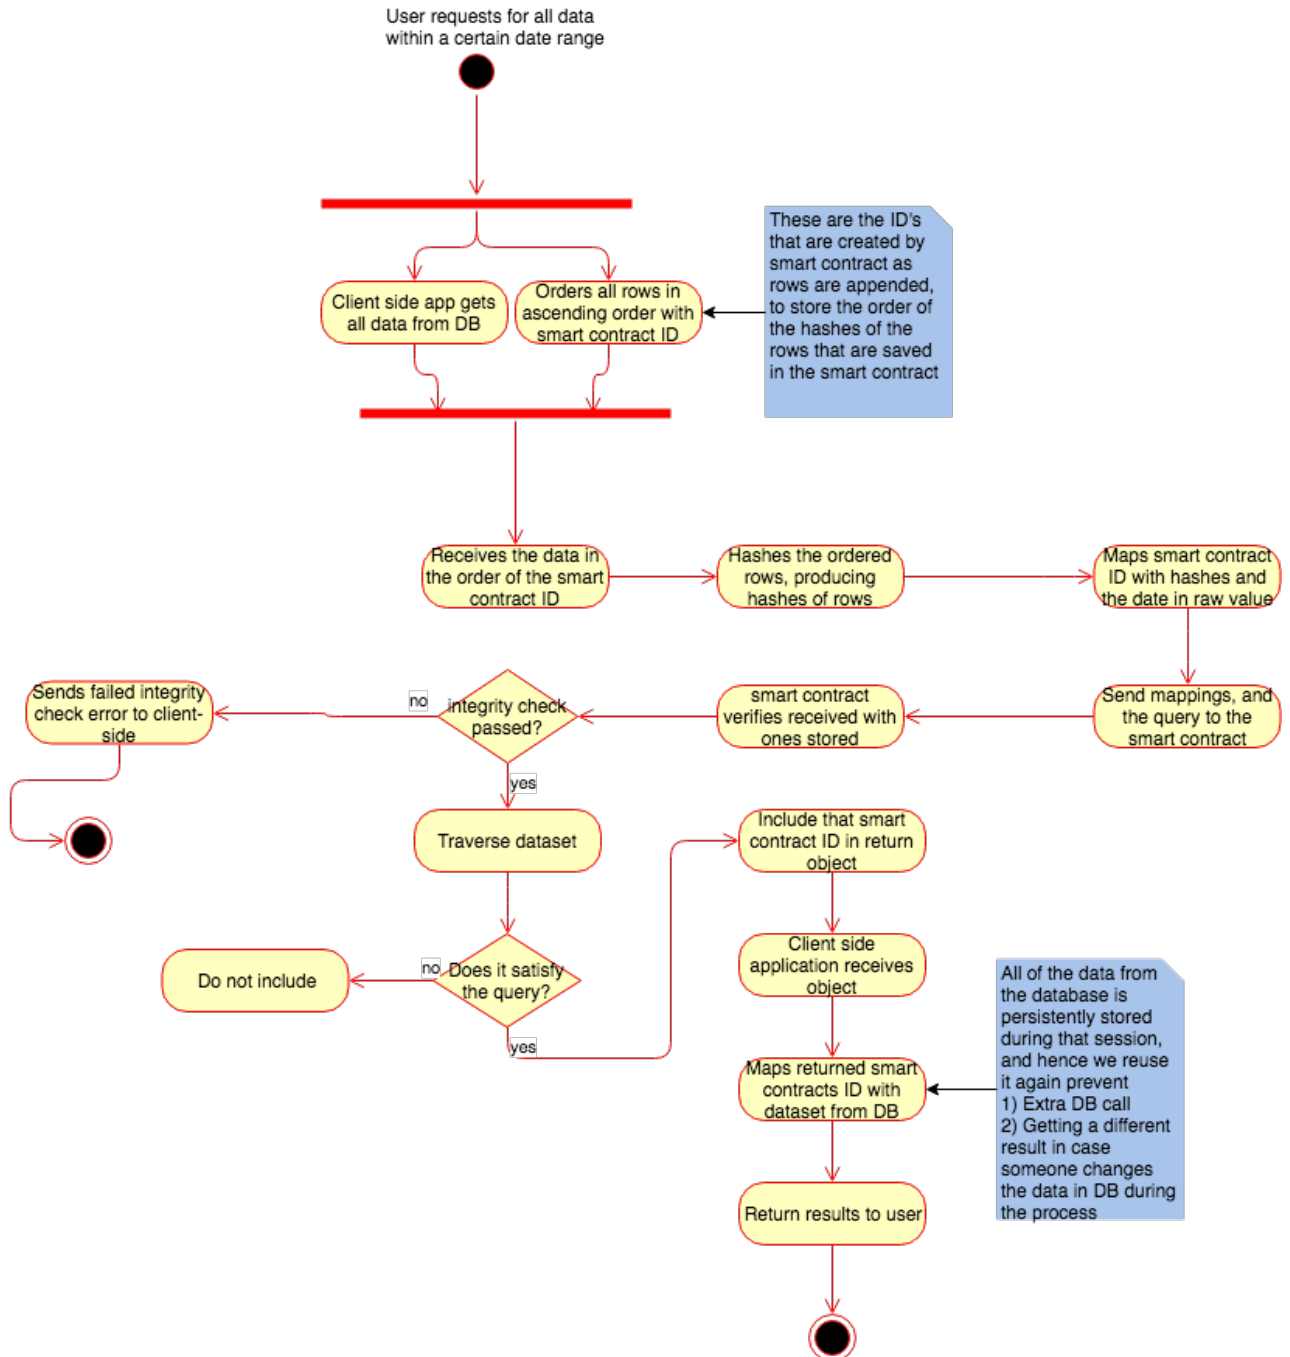 User requests for all data
within a certain date range
These are the ID's
that are created by
smart contract as
rows are appended,
to store the order of
the hashes of the
rows that are saved
in the smart contract
Client side app gets
all data from DB
Orders all rows in
ascending order with
smart contract ID
Receives the data in
the order of the smart
contract ID
Hashes the ordered
rows, producing
hashes of rows
Maps smart contract
ID with hashes and
the date in raw value
Sends failed integrity
check error to client-
side
no
integrity check
passed?
smart contract
verifies received with
ones stored
Send mappings, and
the query to the
smart contract
yes
Traverse dataset
Include that smart
contract ID in return
object
Do not include
no
Does it satisfy
the query?
yes
Client side
application receives
object
Maps returned smart
contracts ID with
dataset from DB
All of the data from
the database is
persistently stored
during that session,
and hence we reuse
it again prevent
1) Extra DB call
2) Getting a different
result in case
someone changes
the data in DB during
the process
Return results to user